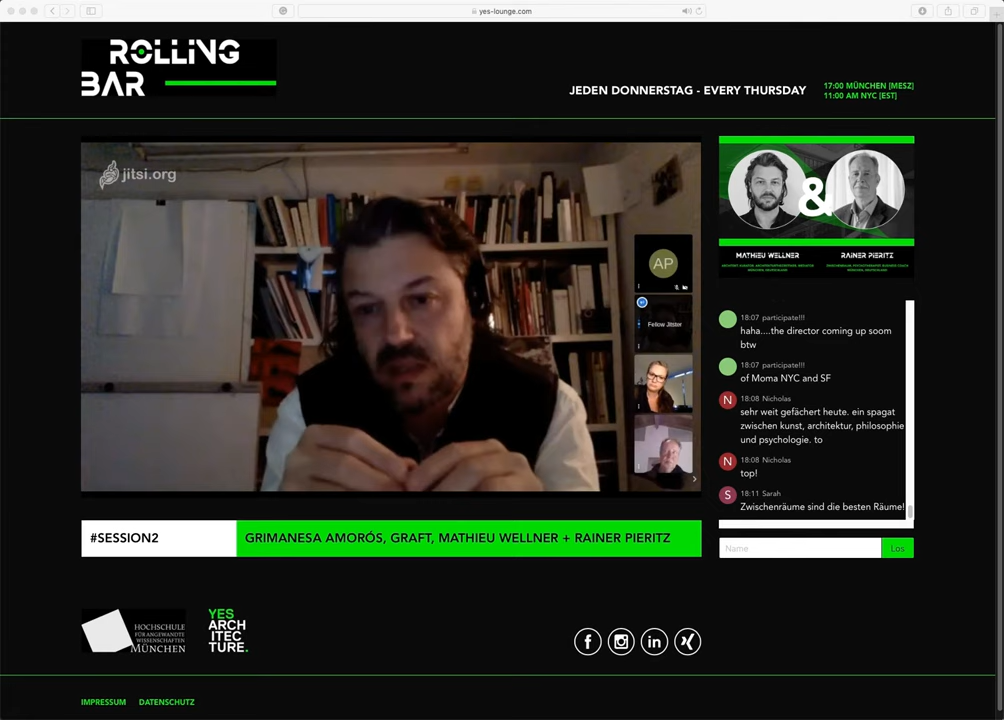 yes-lounge.com
ROLLING
BAR
JEDEN DONNERSTAG - EVERY THURSDAY
17:00 MÜNCHEN [MESZ]
11:00 AM NYC [EST]
jitsi.org
AP
Fellow Jitster
&
MATHIEU WELLNER
RAINER PIERITZ
18:07 participate!!!
haha....the director coming up soom
btw
18:07 participate!!!
of Moma NYC and SF
N
18:08 Nicholas
sehr weit gefächert heute. ein spagat
zwischen kunst, architektur, philosophie
und psychologie. to
N
18:08 Nicholas
top!
S
18:11 Sarah
Zwischenräume sind die besten Räume!
#SESSION2
GRIMANESA AMORÓS, GRAFT, MATHIEU WELLNER + RAINER PIERITZ
Name
Los
HOCHSCHULE
FÜR ANGEWANDTE
WISSENSCHAFTEN
MÜNCHEN
YES
ARCH
ITEC
TURE.
IMPRESSUM
DATENSCHUTZ